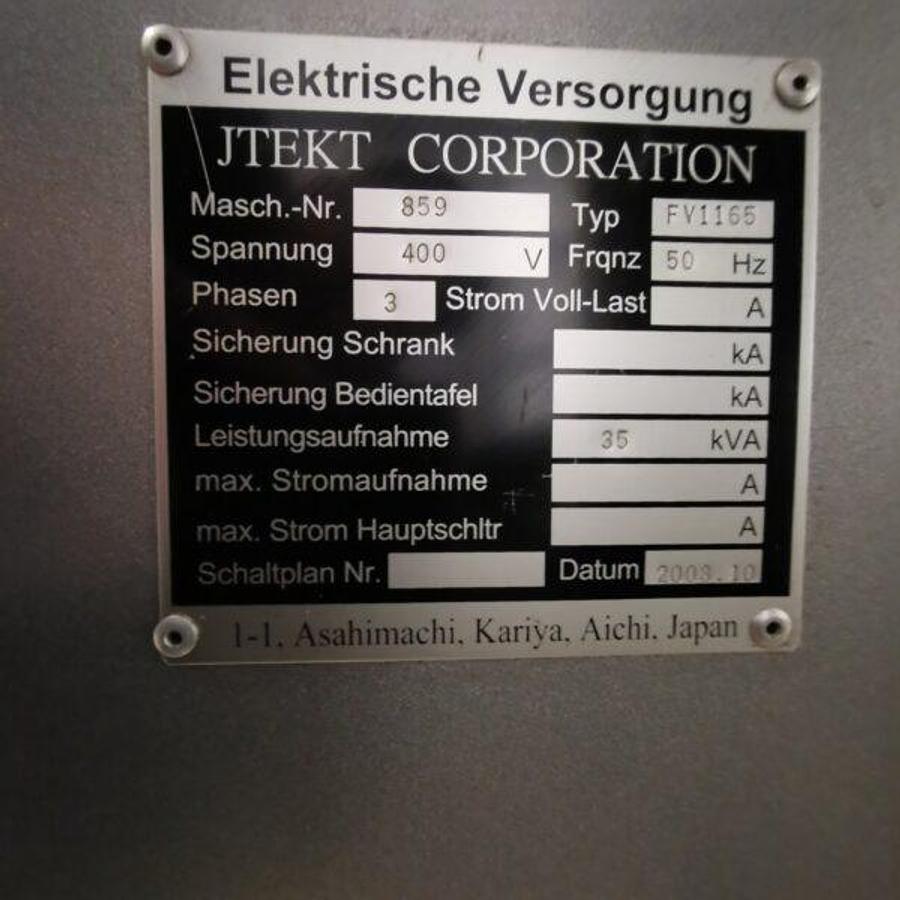 Elektrische Versorgung
JTEKT CORPORATION
Masch.-Nr. 859 Typ FV1165
Spannung 400 V Frqnz 50 Hz
Phasen 3 Strom Voll-Last A
Sicherung Schrank kA
Sicherung Bedientafel kA
Leistungsaufnahme 35 kVA
max. Stromaufnahme A
max. Strom Hauptschltr A
Schaltplan Nr. Datum 2008.10
1-1, Asahimachi, Kariya, Aichi, Japan